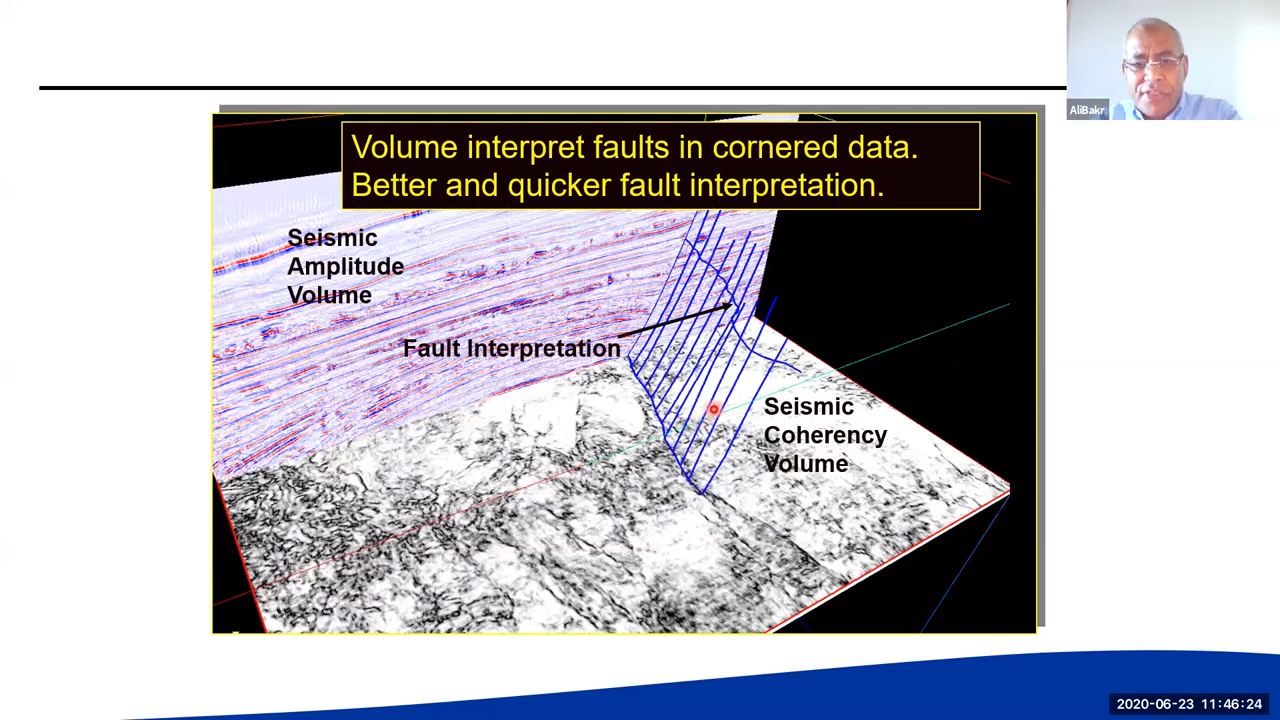 AliBakr
Volume interpret faults in cornered data.
Better and quicker fault interpretation.
Seismic
Amplitude
Volume
Fault Interpretation
Seismic
Coherency
Volume
2020-06-23 11:46:24